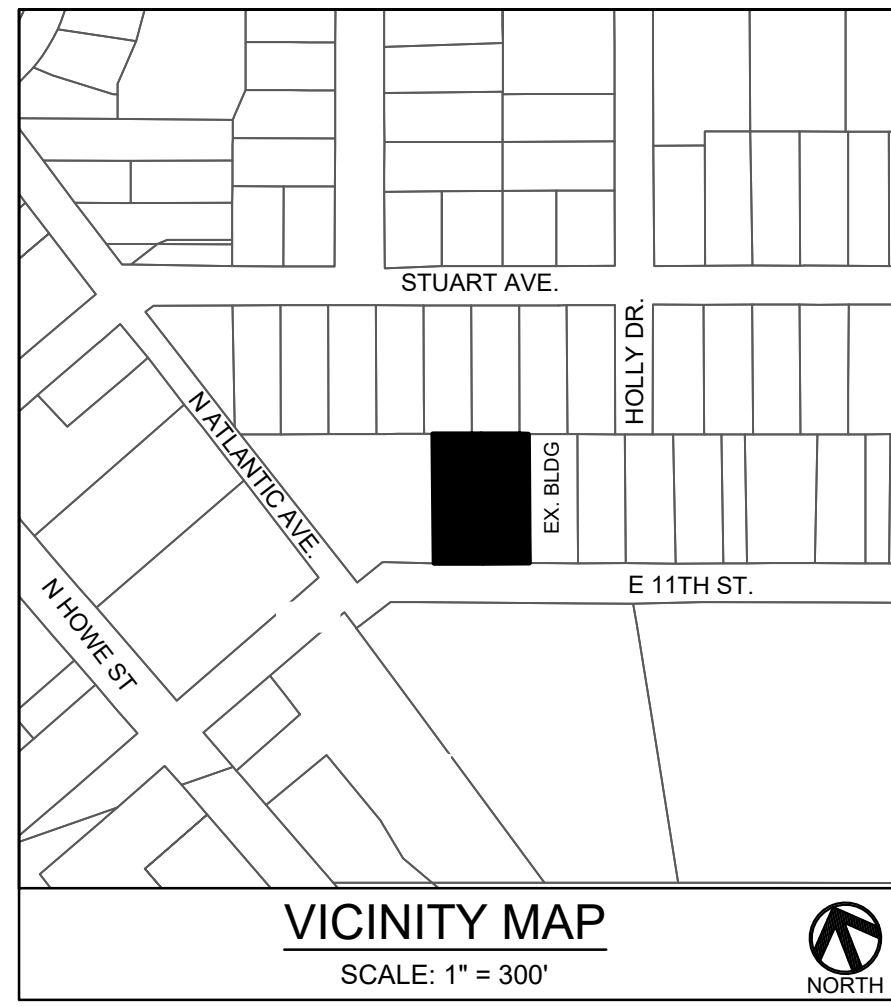 STUART AVE.
HOLLY DR.
N ATLANTIC AVE.
EX. BLDG
E 11TH ST.
N HOWE ST
VICINITY MAP
SCALE: 1" = 300'
NORTH